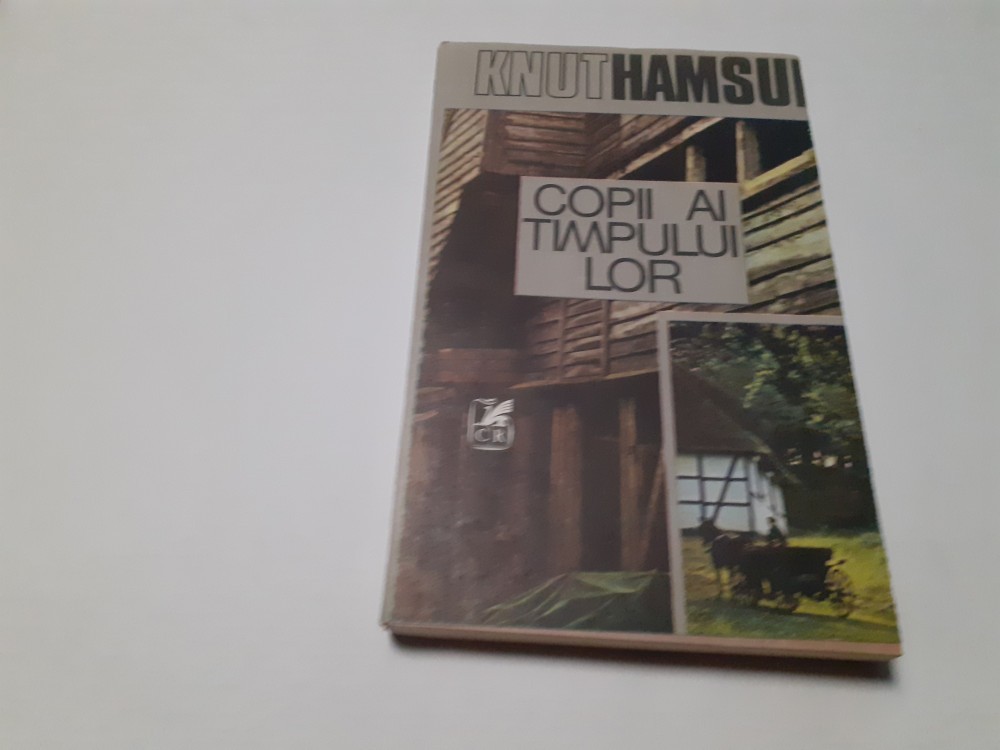 KNUT HAMSUN
COPII AI
TIMPULUI
LOR
CR